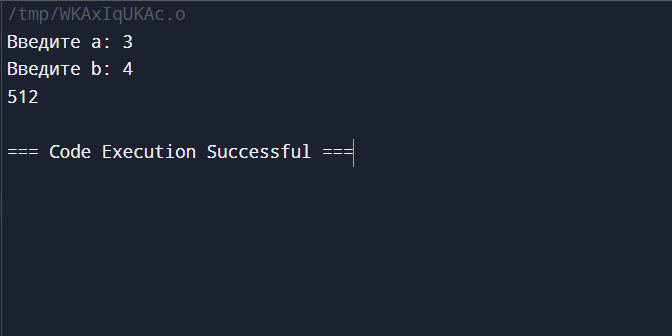 /tmp/WKAxIqUKAc.o
Введите a: 3
Введите b: 4
512
=== Code Execution Successful ===